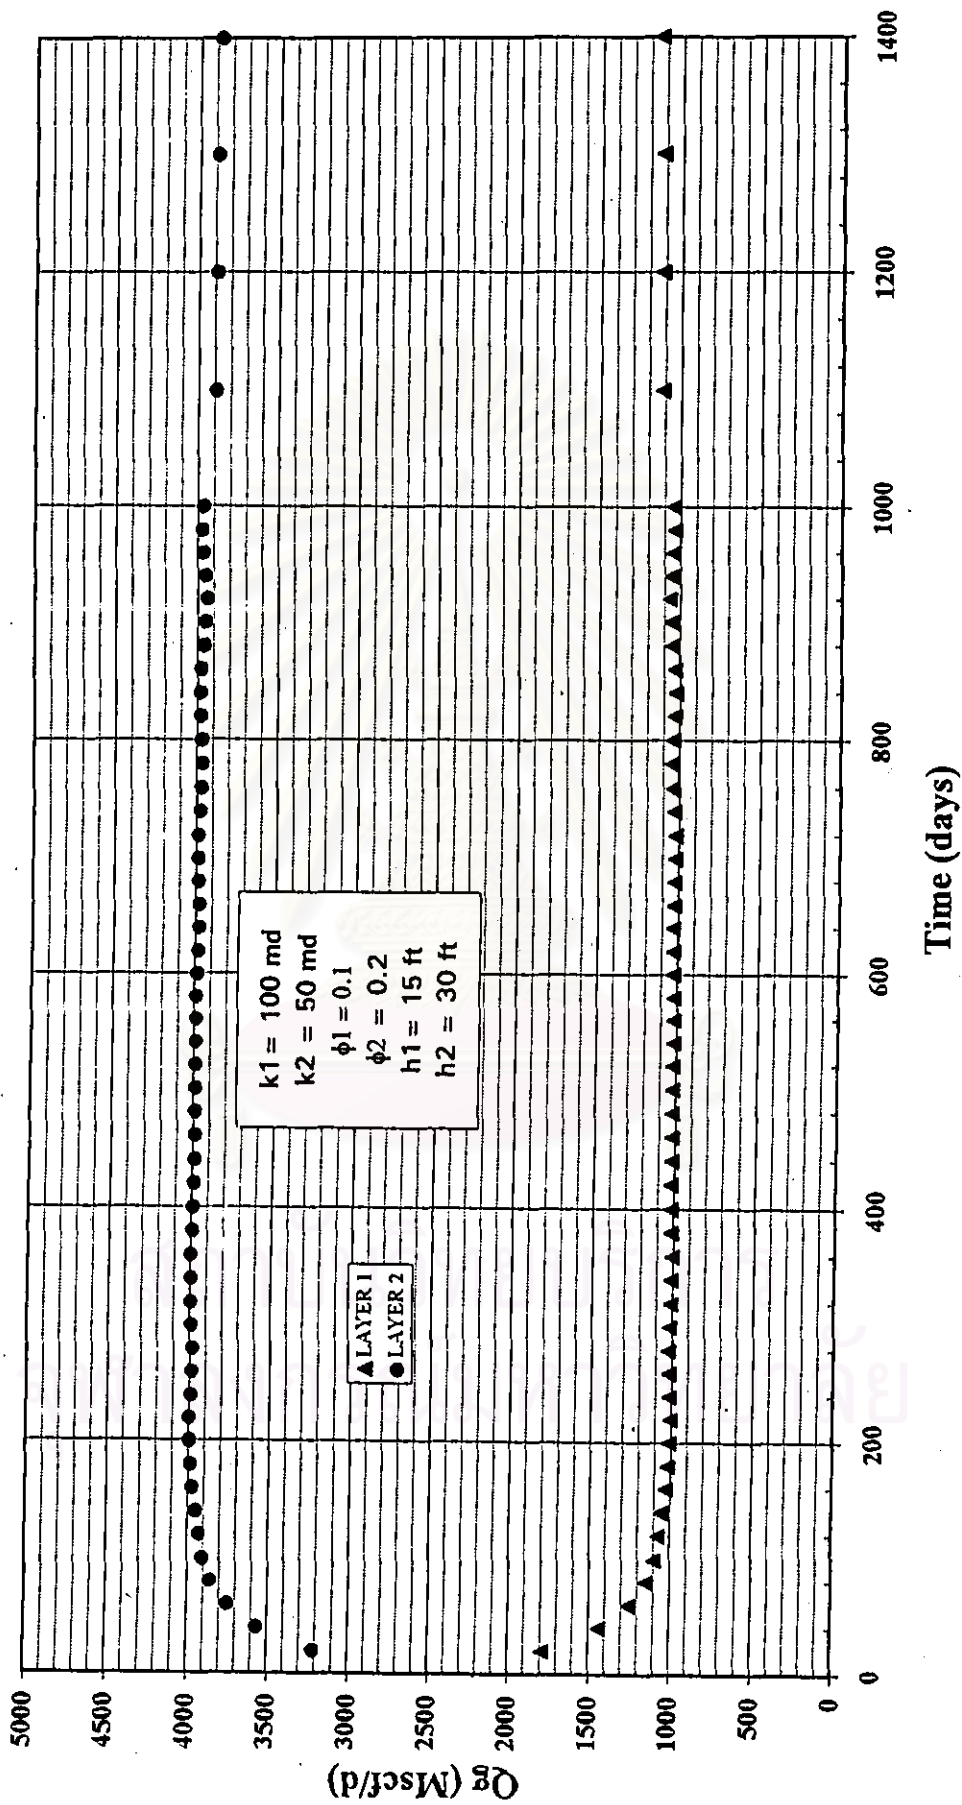 Qg (Mscf/d)
5000
4500
4000
3500
3000
2500
2000
1500
1000
500
0
k1 = 100 md
k2 = 50 md
ϕ1 = 0.1
ϕ2 = 0.2
h1 = 15 ft
h2 = 30 ft
▲ LAYER 1
● LAYER 2
0
200
400
600
800
1000
1200
1400
Time (days)